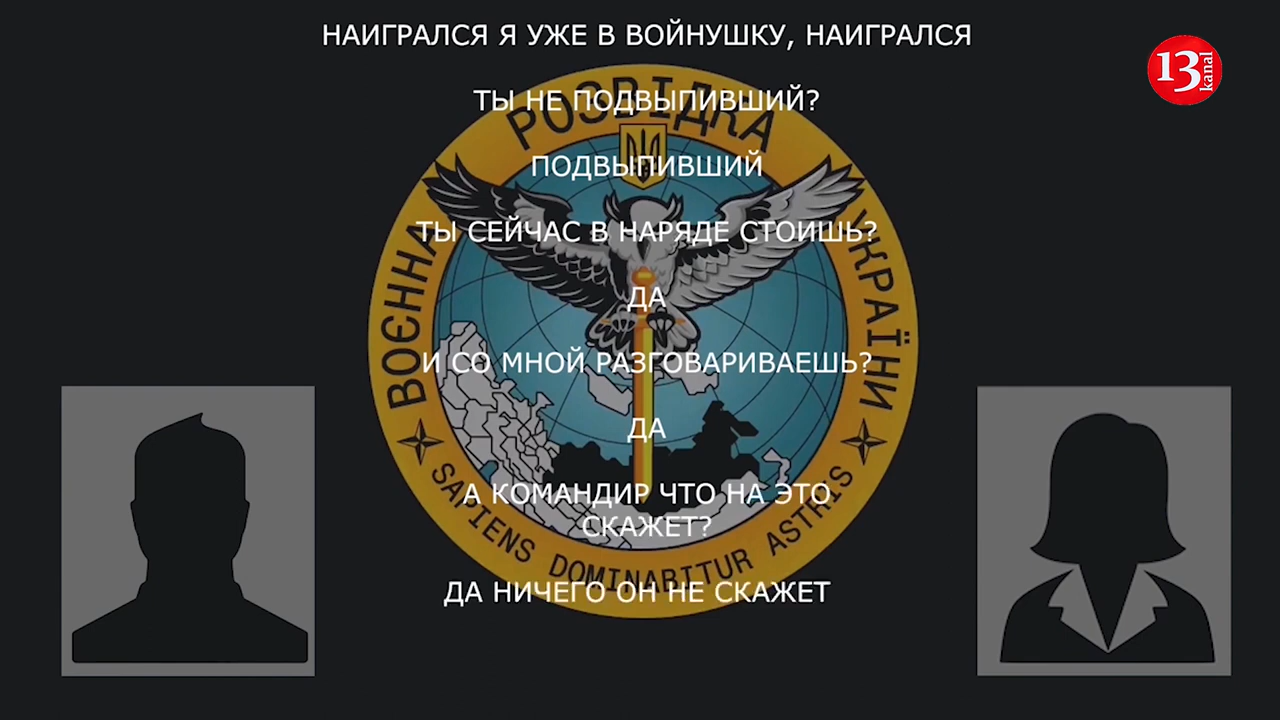 НАИГРАЛСЯ Я УЖЕ В ВОЙНУШКУ, НАИГРАЛСЯ
13 kanal
ТЫ НЕ ПОДВЫПИВШИЙ?
РОЗВІДКА
ПОДВЫПИВШИЙ
ТЫ СЕЙЧАС В НАРЯДЕ СТОИШЬ?
ВОЄННА
УКРАЇНИ
ДА
И СО МНОЙ РАЗГОВАРИВАЕШЬ?
ДА
А КОМАНДИР ЧТО НА ЭТО
СКАЖЕТ?
SAPIENS DOMINABITUR ASTRIS
ДА НИЧЕГО ОН НЕ СКАЖЕТ